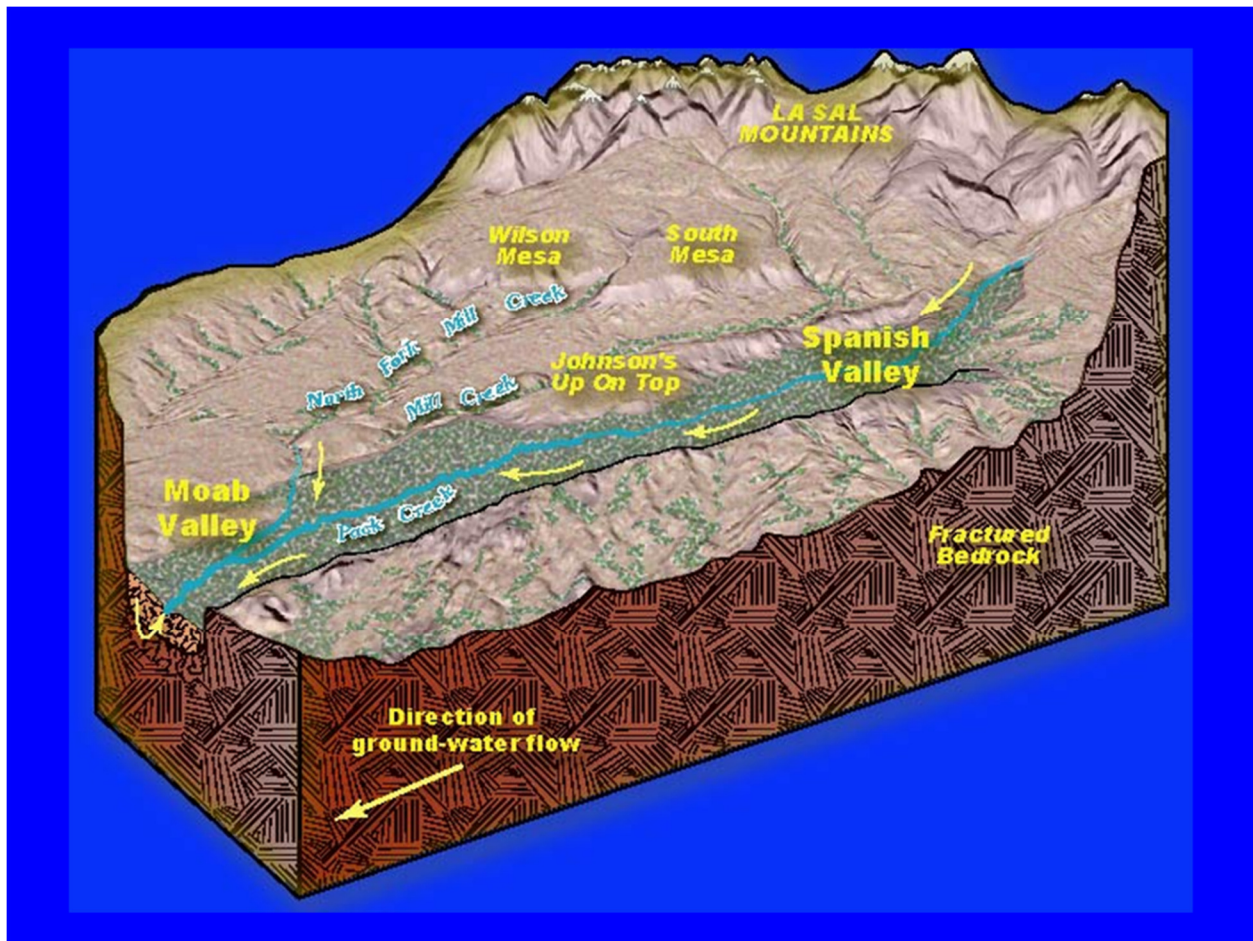 LA SAL
MOUNTAINS
Wilson
Mesa
South
Mesa
North Fork Mill Creek
Spanish
Valley
Johnson's
Up On Top
Mill Creek
Moab
Valley
Pack Creek
Fractured
Bedrock
Direction of
ground-water flow